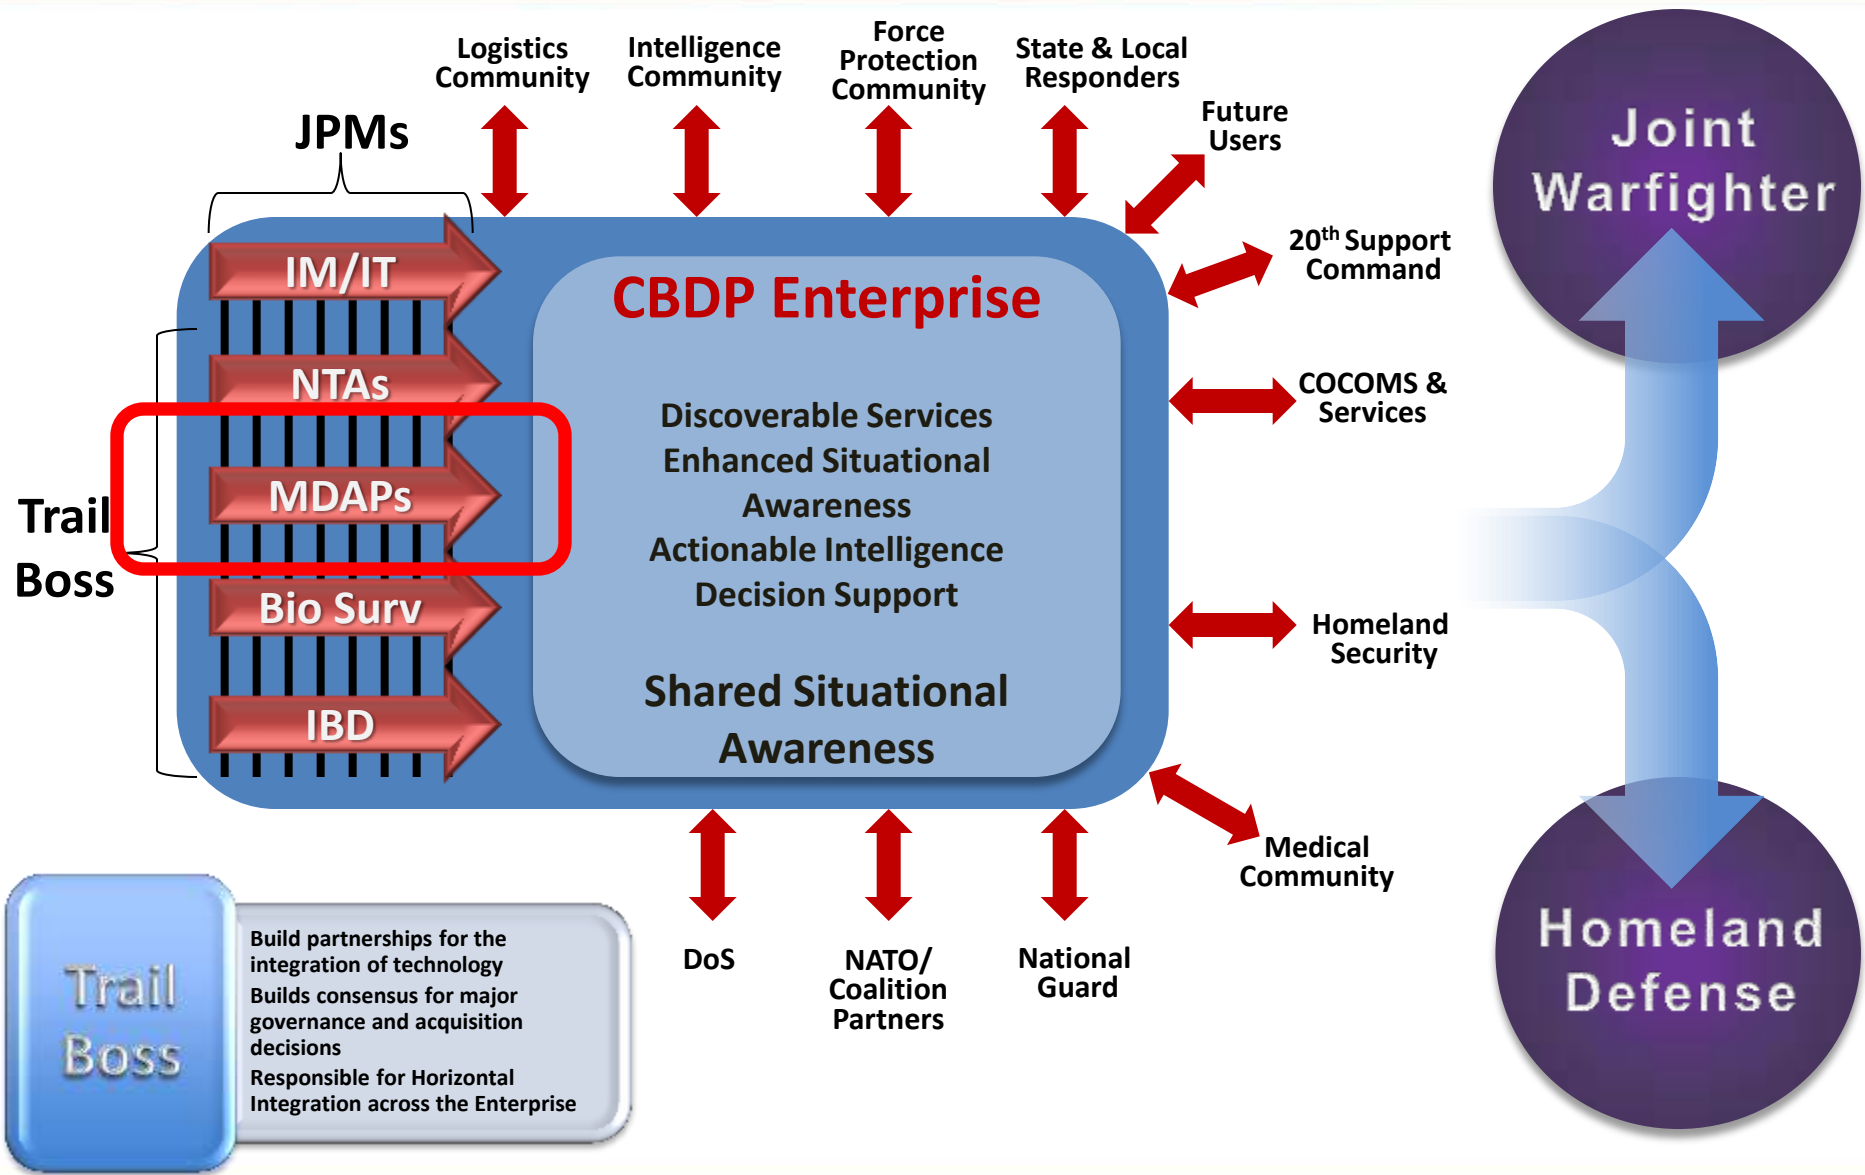 Logistics
Community
Intelligence
Community
Force
Protection
Community
State & Local
Responders
Future
Users
JPMs
20th Support
Command
COCOMS &
Services
Homeland
Security
Medical
Community
IM/IT
NTAs
MDAPs
Bio Surv
IBD
Trail
Boss
CBDP Enterprise
Discoverable Services
Enhanced Situational
Awareness
Actionable Intelligence
Decision Support
Shared Situational
Awareness
DoS
NATO/
Coalition
Partners
National
Guard
Joint
Warfighter
Homeland
Defense
Trail
Boss
Build partnerships for the
integration of technology
Builds consensus for major
governance and acquisition
decisions
Responsible for Horizontal
Integration across the Enterprise